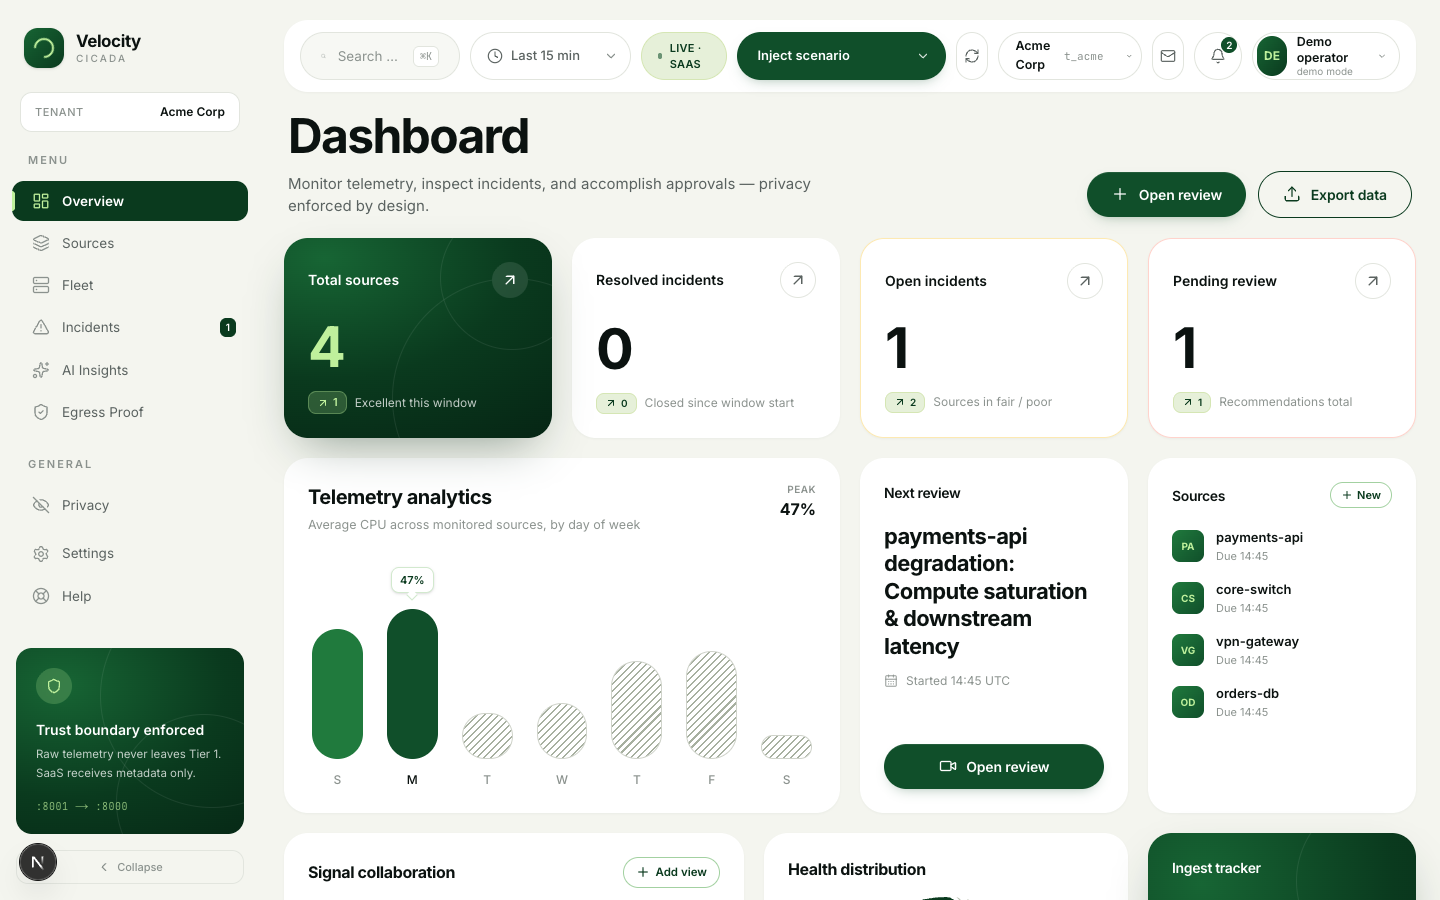 Velocity
CICADA
TENANT Acme Corp
MENU
Overview
Sources
Fleet
Incidents 1
AI Insights
Egress Proof
GENERAL
Privacy
Settings
Help
Trust boundary enforced
Raw telemetry never leaves Tier 1.
SaaS receives metadata only.
:8001 → :8000
N
Collapse
Search ... ⌘K
Last 15 min
LIVE ·
SAAS
Inject scenario
Acme
Corp
t_acme
2
DE
Demo
operator
demo mode
Dashboard
Monitor telemetry, inspect incidents, and accomplish approvals — privacy
enforced by design.
Open review
Export data
Total sources
4
1 Excellent this window
Resolved incidents
0
0 Closed since window start
Open incidents
1
2 Sources in fair / poor
Pending review
1
1 Recommendations total
Telemetry analytics
Average CPU across monitored sources, by day of week
PEAK
47%
47%
S M T W T F S
Next review
payments-api
degradation:
Compute saturation
& downstream
latency
Started 14:45 UTC
Open review
Sources
+ New
PA payments-api
Due 14:45
CS core-switch
Due 14:45
VG vpn-gateway
Due 14:45
OD orders-db
Due 14:45
Signal collaboration
+ Add view
Health distribution
Ingest tracker